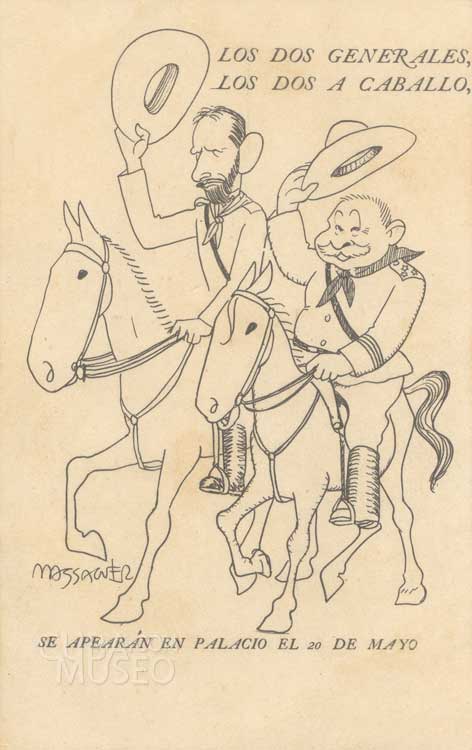 LOS DOS GENERALES,
LOS DOS A CABALLO,
MASSAGUER
SE APEARÁN EN PALACIO EL 20 DE MAYO
MUSEO